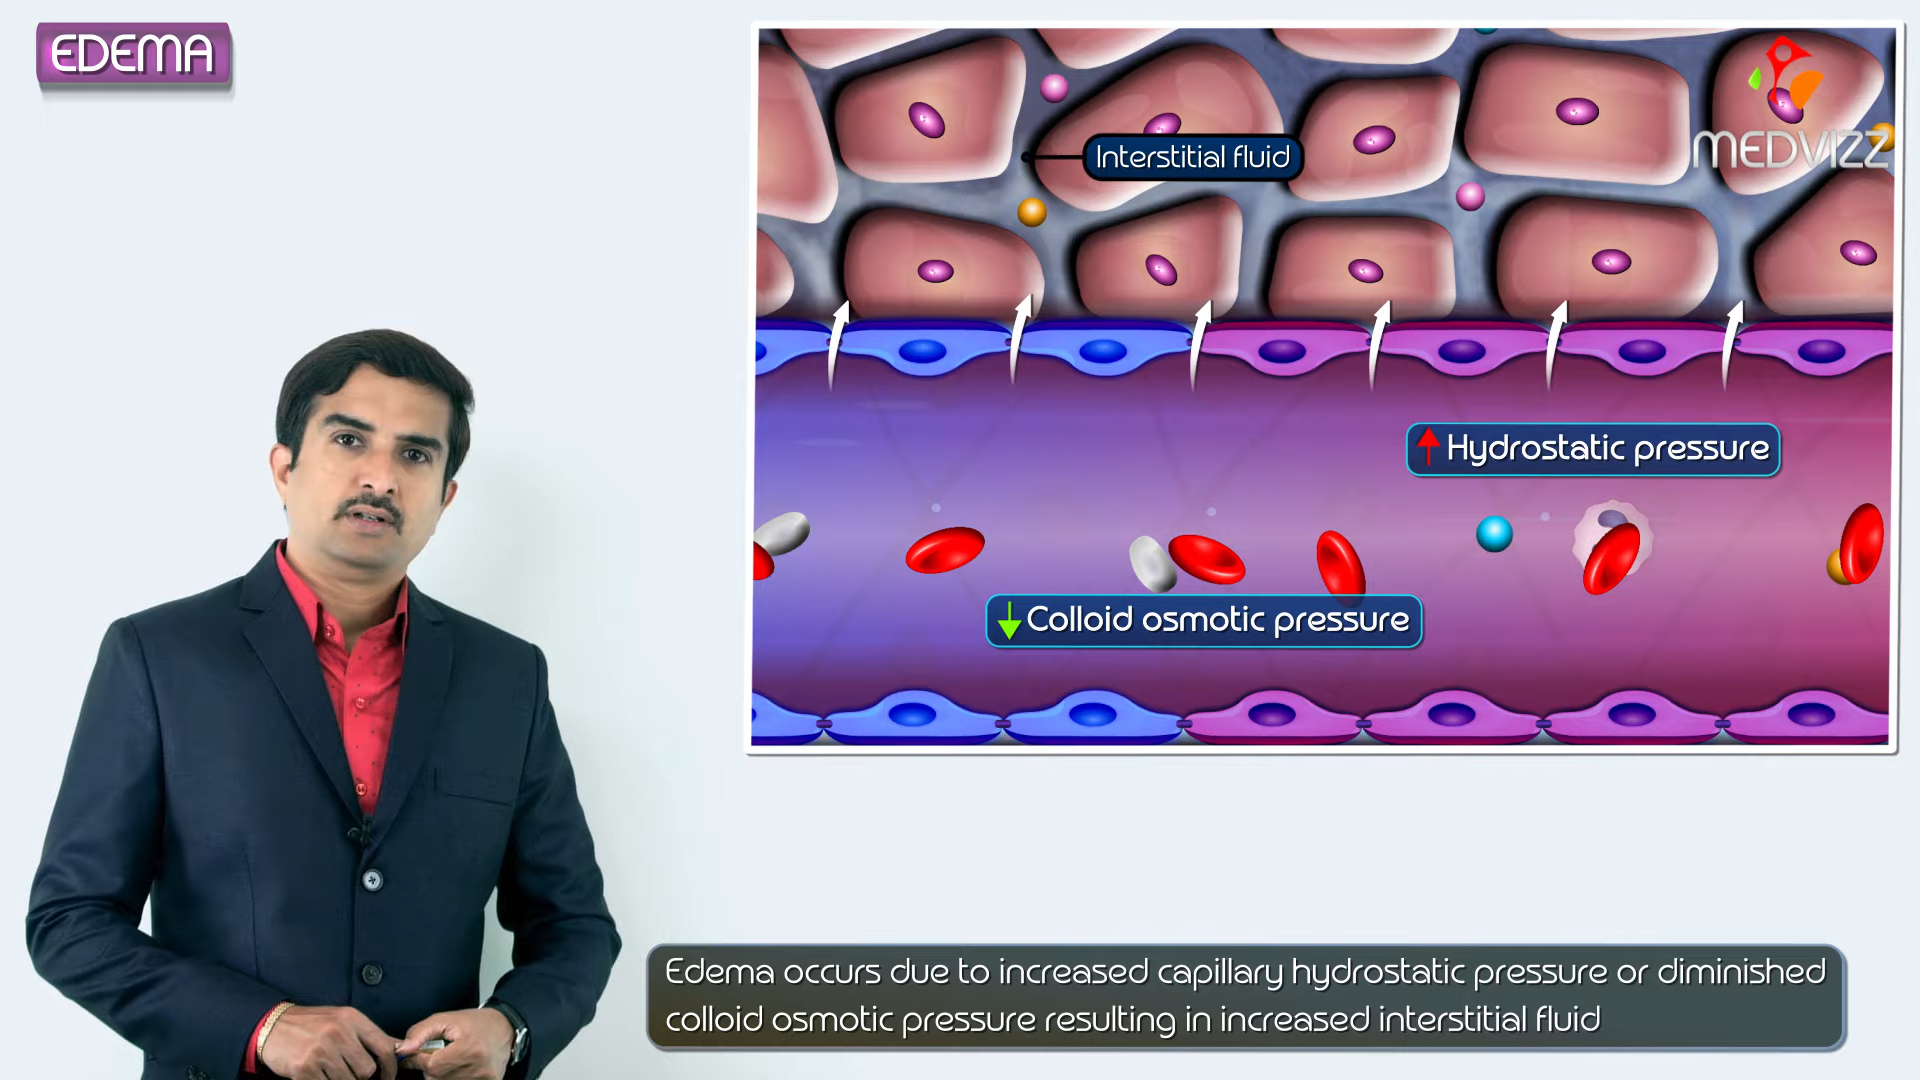 EDEMA
MEDVIZZ
Interstitial fluid
Hydrostatic pressure
Colloid osmotic pressure
Edema occurs due to increased capillary hydrostatic pressure or diminished
colloid osmotic pressure resulting in increased interstitial fluid